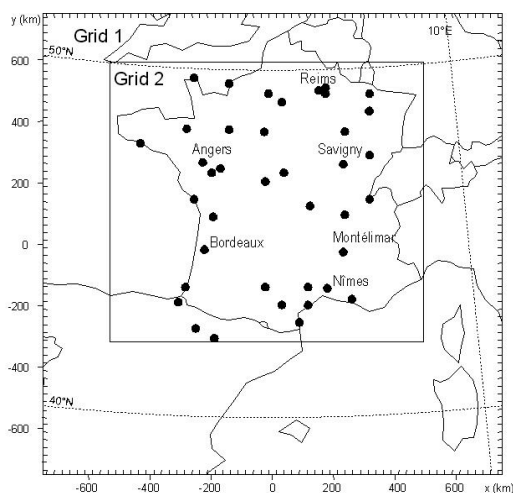 y (km)
Grid 1
10°E
50°N
600
Grid 2
Reims
400
Angers
Savigny
200
0
Bordeaux
Montélimar
Nîmes
-200
-400
40°N
-600
-600 -400 -200 0 200 400 600 x (km)